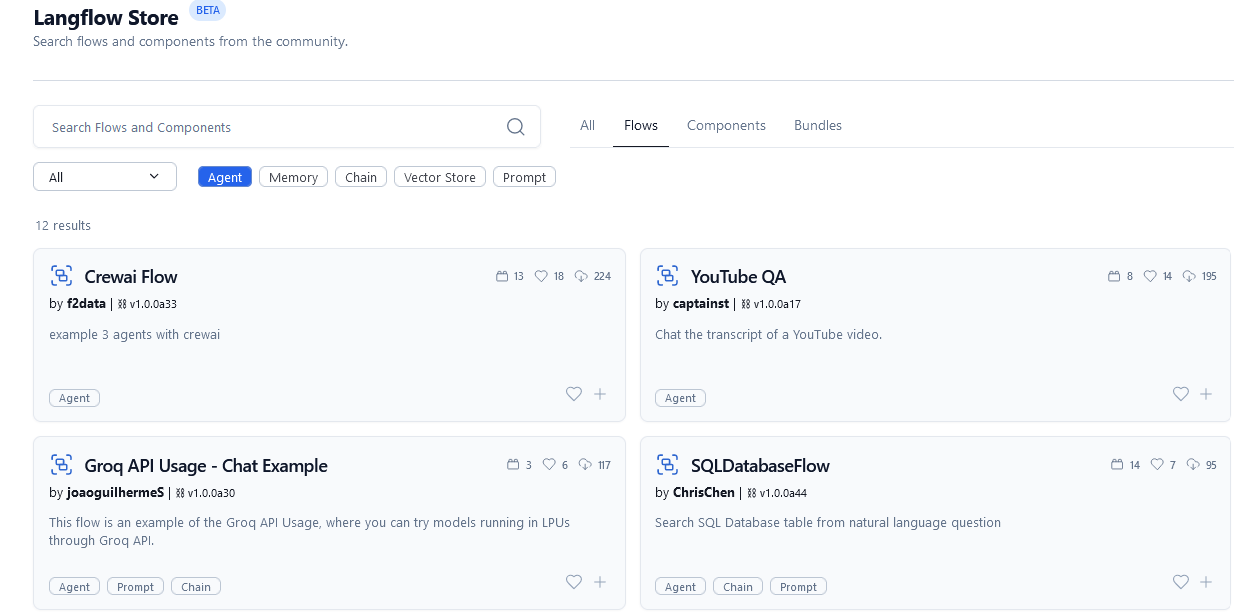 Langflow Store BETA
Search flows and components from the community.
Search Flows and Components
All Flows Components Bundles
All
Agent Memory Chain Vector Store Prompt
12 results
Crewai Flow 13 18 224
by f2data | v1.0.0a33
example 3 agents with crewai
Agent
YouTube QA 8 14 195
by captainst | v1.0.0a17
Chat the transcript of a YouTube video.
Agent
Groq API Usage - Chat Example 3 6 117
by joaoguilhermeS | v1.0.0a30
This flow is an example of the Groq API Usage, where you can try models running in LPUs
through Groq API.
Agent Prompt Chain
SQLDatabaseFlow 14 7 95
by ChrisChen | v1.0.0a44
Search SQL Database table from natural language question
Agent Chain Prompt